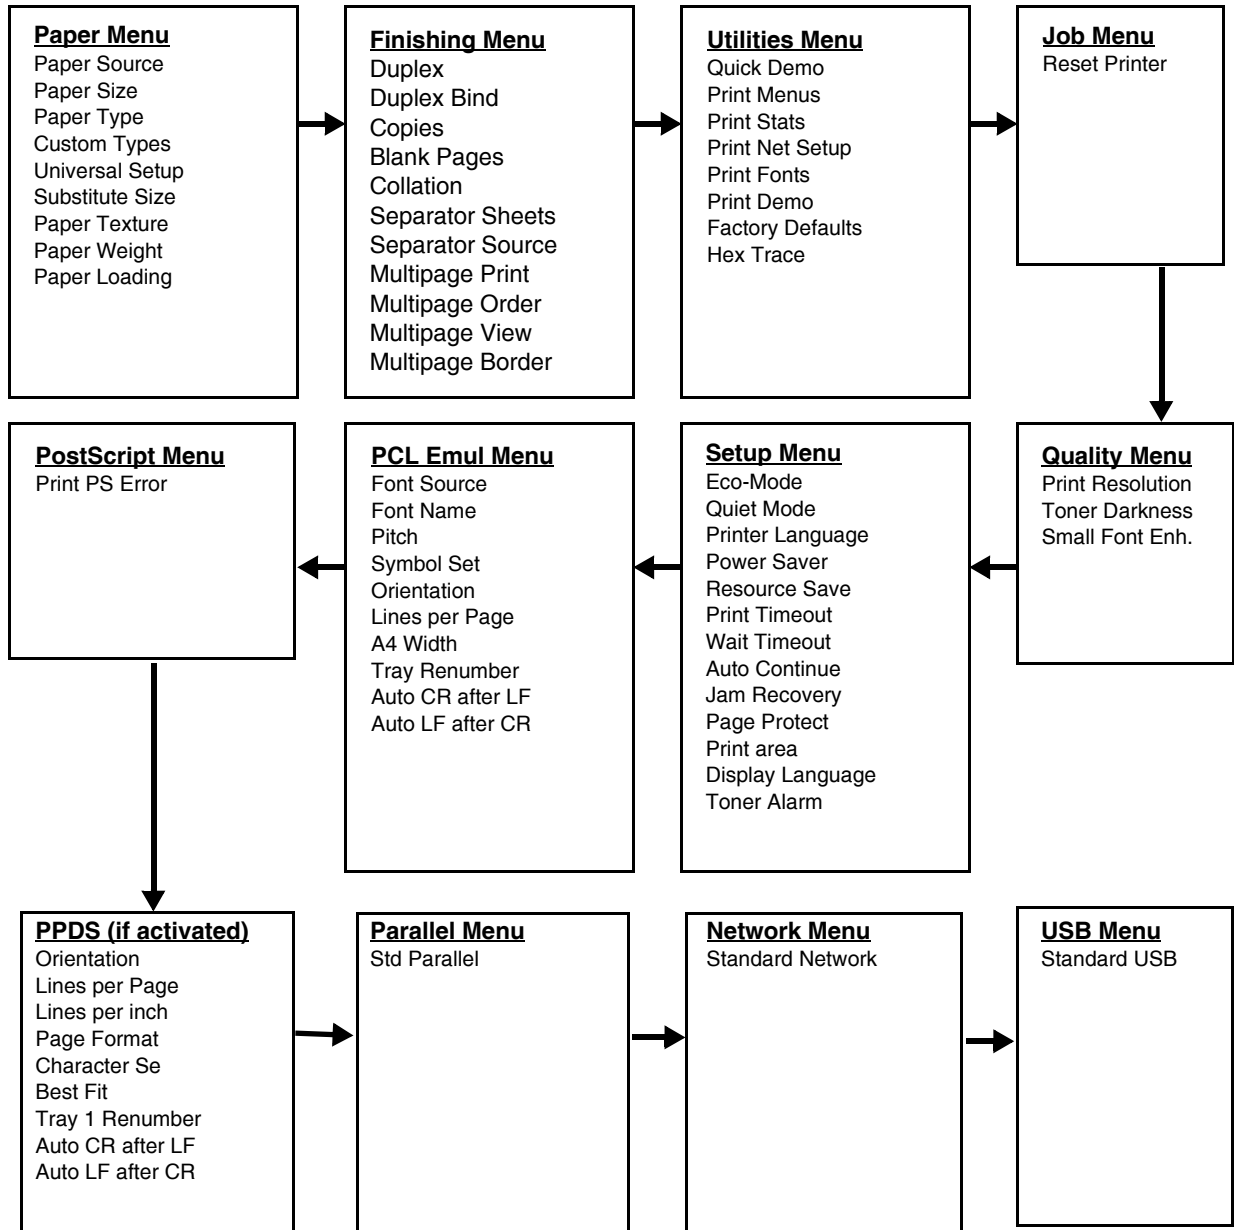 Paper Menu
Paper Source
Paper Size
Paper Type
Custom Types
Universal Setup
Substitute Size
Paper Texture
Paper Weight
Paper Loading
Finishing Menu
Duplex
Duplex Bind
Copies
Blank Pages
Collation
Separator Sheets
Separator Source
Multipage Print
Multipage Order
Multipage View
Multipage Border
Utilities Menu
Quick Demo
Print Menus
Print Stats
Print Net Setup
Print Fonts
Print Demo
Factory Defaults
Hex Trace
Job Menu
Reset Printer
Quality Menu
Print Resolution
Toner Darkness
Small Font Enh.
Setup Menu
Eco-Mode
Quiet Mode
Printer Language
Power Saver
Resource Save
Print Timeout
Wait Timeout
Auto Continue
Jam Recovery
Page Protect
Print area
Display Language
Toner Alarm
PCL Emul Menu
Font Source
Font Name
Pitch
Symbol Set
Orientation
Lines per Page
A4 Width
Tray Renumber
Auto CR after LF
Auto LF after CR
PostScript Menu
Print PS Error
PPDS (if activated)
Orientation
Lines per Page
Lines per inch
Page Format
Character Se
Best Fit
Tray 1 Renumber
Auto CR after LF
Auto LF after CR
Parallel Menu
Std Parallel
Network Menu
Standard Network
USB Menu
Standard USB